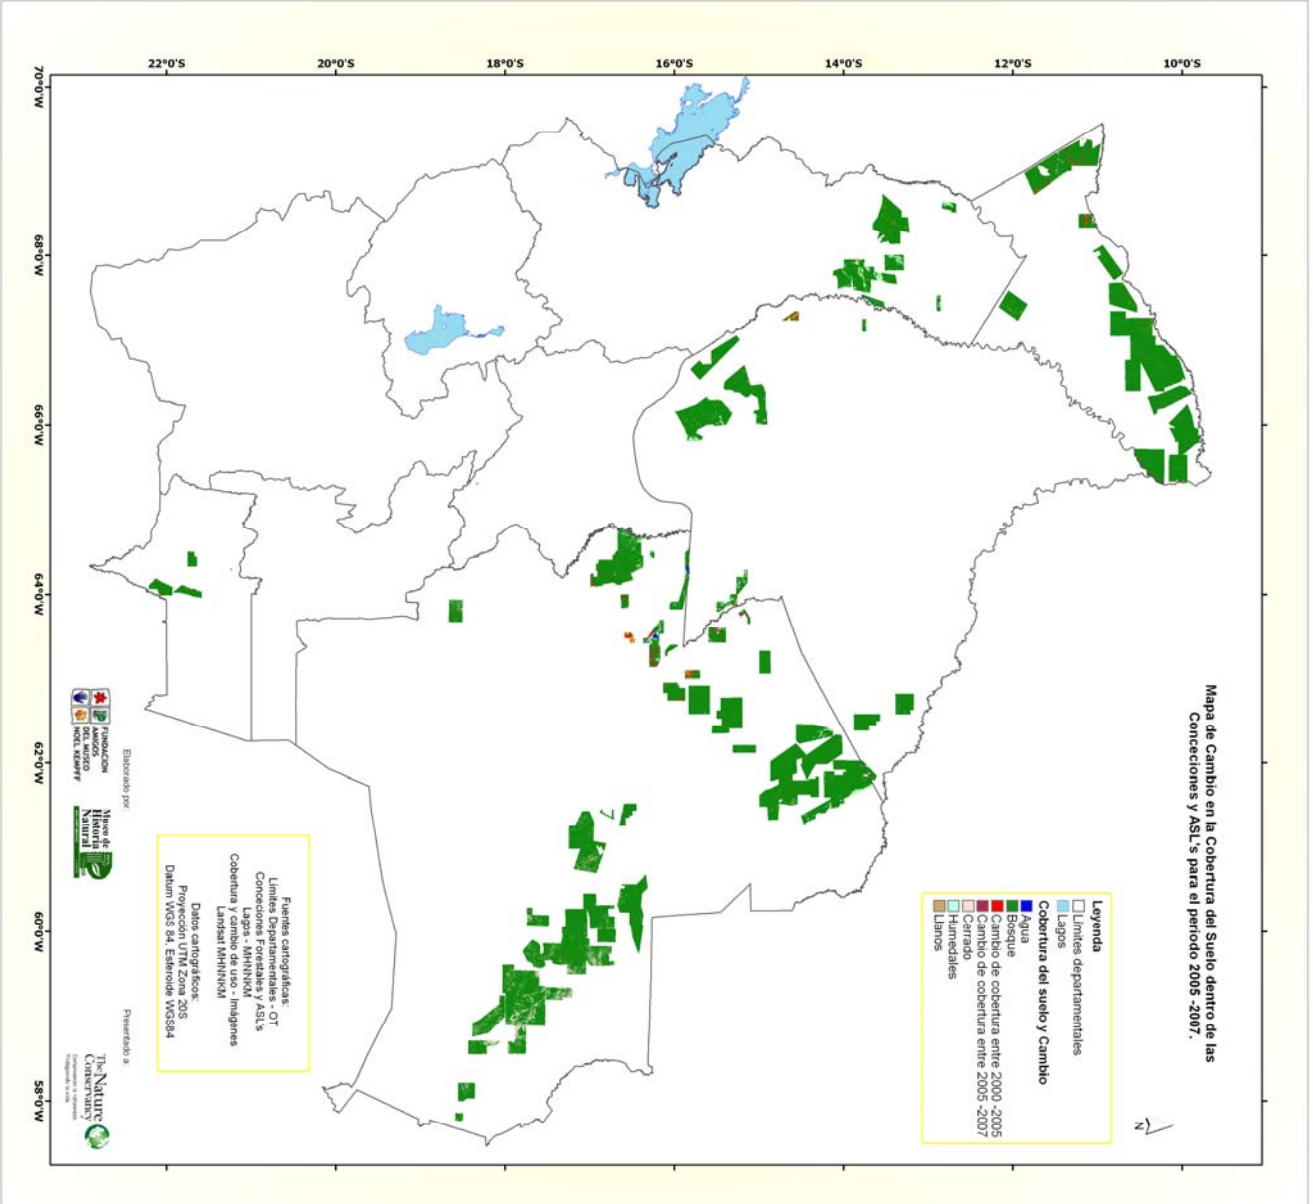 Mapa de Cambio en la Cobertura del Suelo dentro de las
Conceciones y ASL's para el periodo 2005 -2007.
70°0'W
68°0'W
66°0'W
64°0'W
62°0'W
60°0'W
58°0'W
10°0'S
12°0'S
14°0'S
16°0'S
18°0'S
20°0'S
22°0'S
N
Leyenda
Límites departamentales
Lagos
Cobertura del suelo y Cambio
Agua
Bosque
Cambio de cobertura entre 2000 -2005
Cambio de cobertura entre 2005 -2007
Cerrado
Humedales
Llanos
Fuentes cartográficas:
Límites Departamentales - OT
Conceciones Forestales y ASL's
Lagos - MHNNKM
Cobertura y cambio de uso - Imágenes
Landsat MHNNKM
Datos cartográficos:
Proyección UTM Zona 20S
Datum WGS 84, Esferoide WGS84
Elaborado por:
FUNDACION
AMIGOS
DEL MUSEO
NOEL KEMPFF
Museo de
Historia
Natural
Presentado a:
The Nature
Conservancy